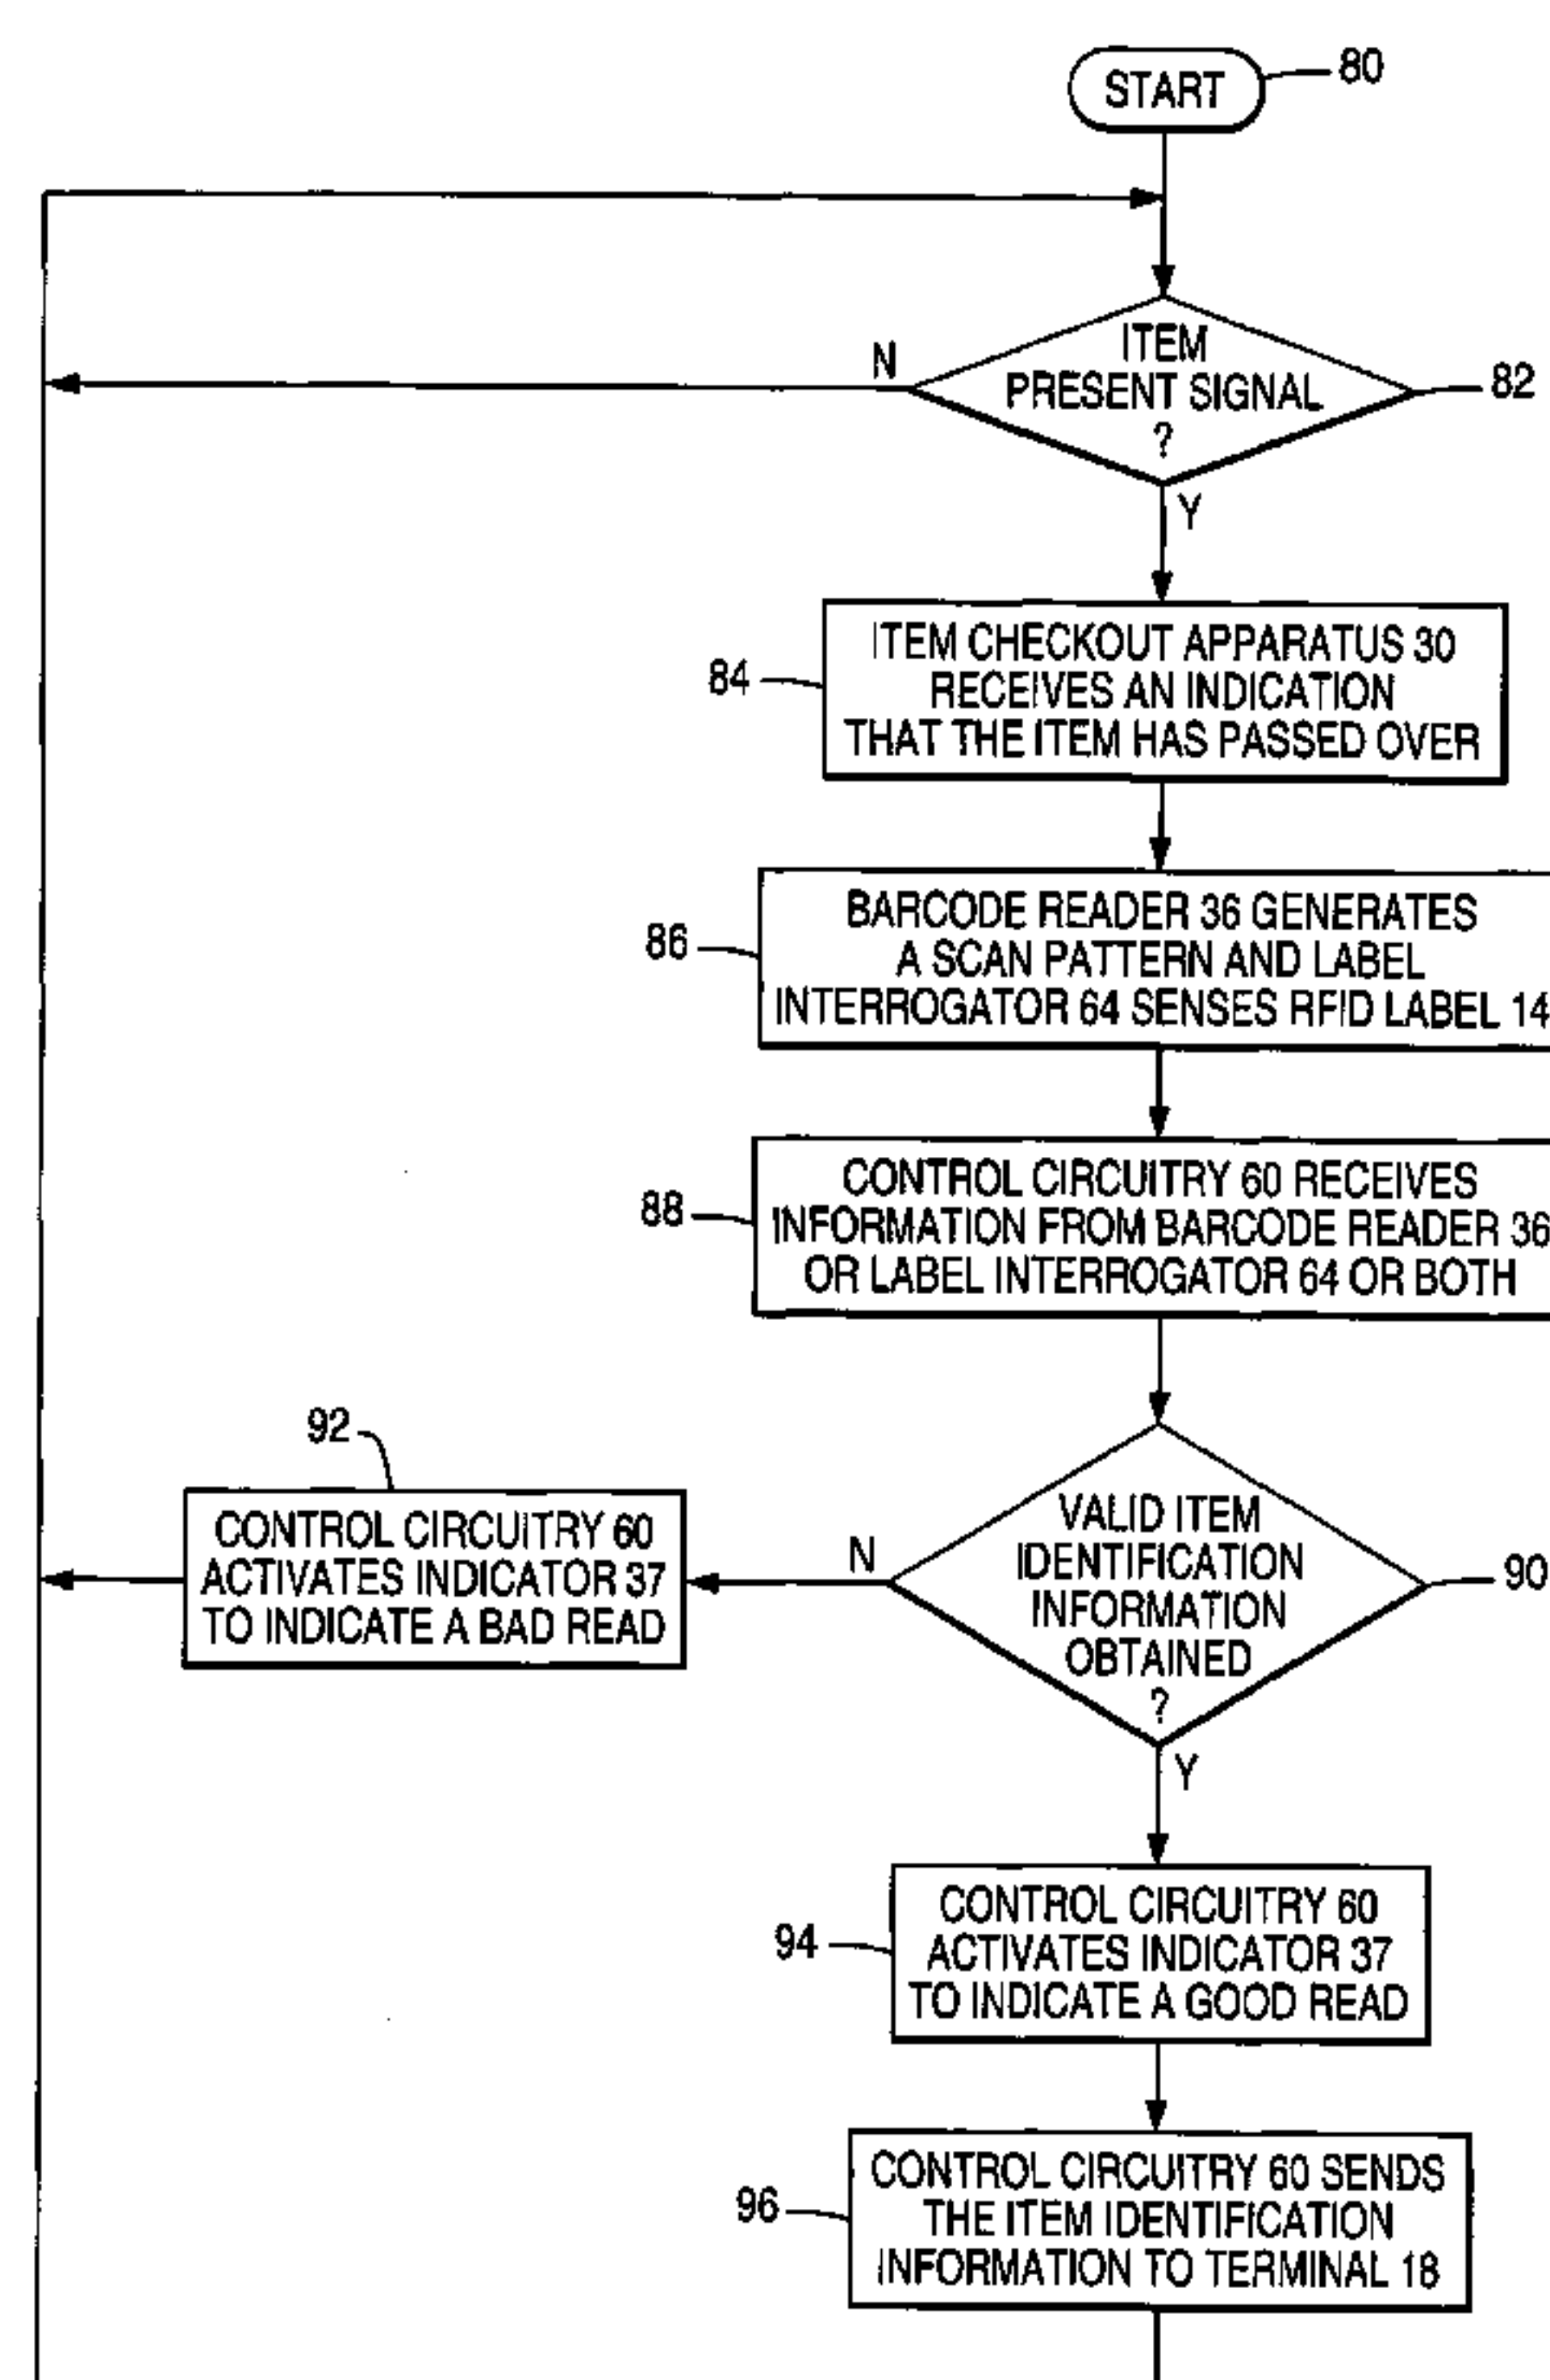 START
80
ITEM
PRESENT SIGNAL
?
82
N
Y
84
ITEM CHECKOUT APPARATUS 30
RECEIVES AN INDICATION
THAT THE ITEM HAS PASSED OVER
86
BARCODE READER 36 GENERATES
A SCAN PATTERN AND LABEL
INTERROGATOR 64 SENSES RFID LABEL 14
88
CONTROL CIRCUITRY 60 RECEIVES
INFORMATION FROM BARCODE READER 36
OR LABEL INTERROGATOR 64 OR BOTH
VALID ITEM
IDENTIFICATION
INFORMATION
OBTAINED
?
90
N
92
CONTROL CIRCUITRY 60
ACTIVATES INDICATOR 37
TO INDICATE A BAD READ
Y
94
CONTROL CIRCUITRY 60
ACTIVATES INDICATOR 37
TO INDICATE A GOOD READ
96
CONTROL CIRCUITRY 60 SENDS
THE ITEM IDENTIFICATION
INFORMATION TO TERMINAL 18